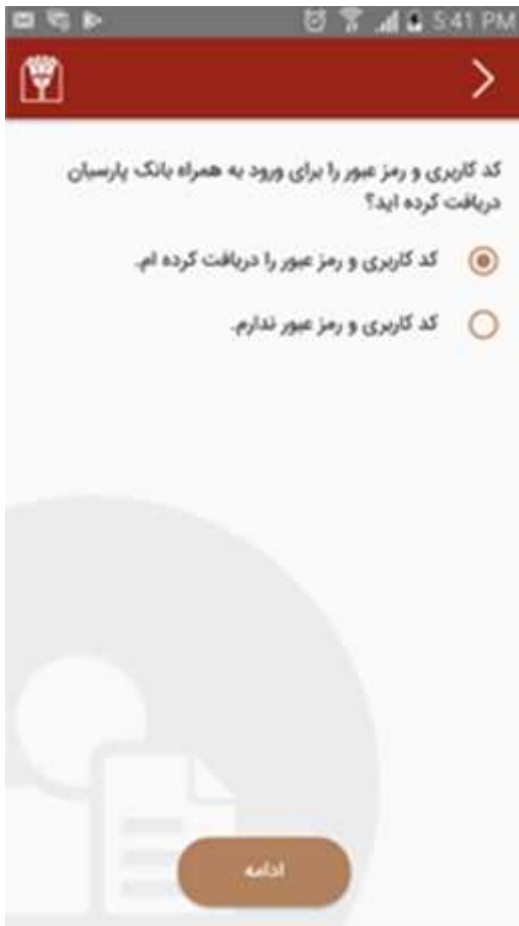 5:41 PM
کد کاربری و رمز عبور را برای ورود به همراه بانک پارسیان
دریافت کرده اید؟
کد کاربری و رمز عبور را دریافت کرده ام.
کد کاربری و رمز عبور ندارم.
ادامه